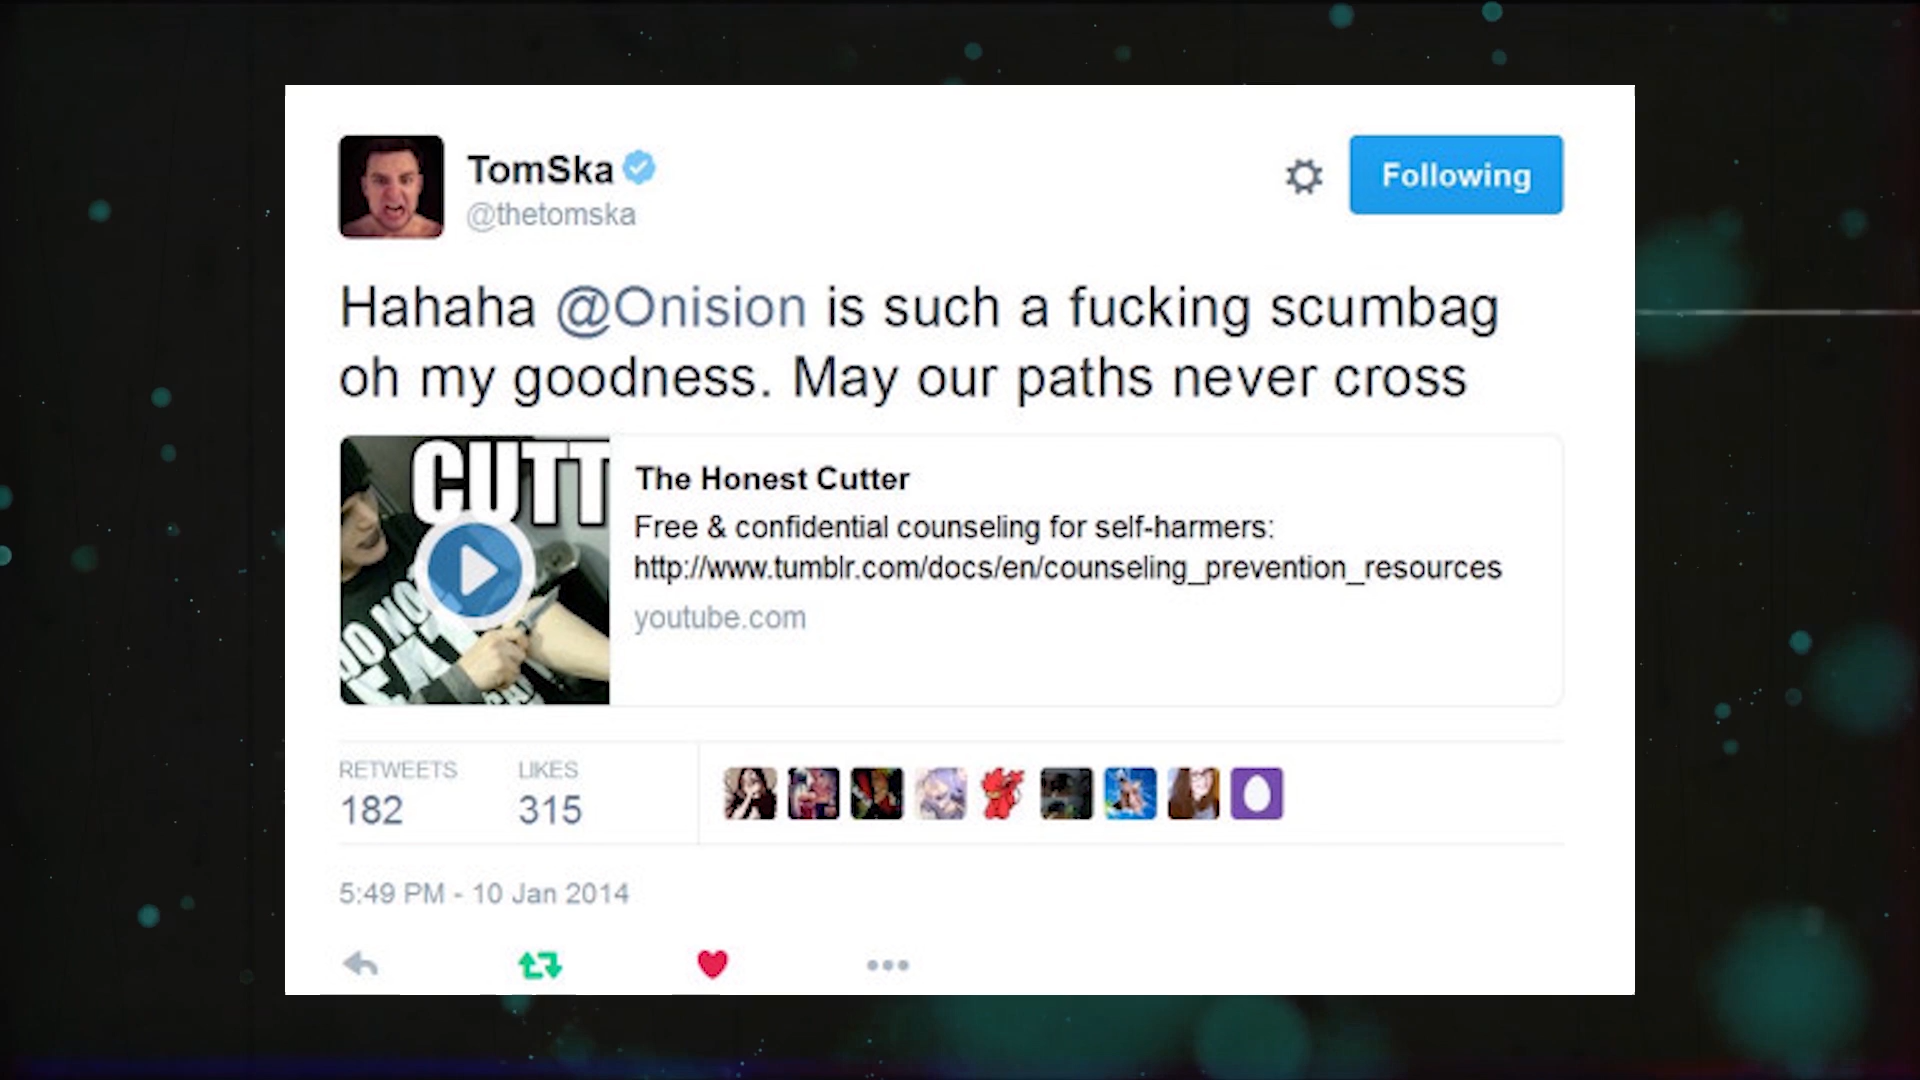 TomSka
@thetomska
Following
Hahaha @Onision is such a fucking scumbag
oh my goodness. May our paths never cross
CUTT
The Honest Cutter
Free & confidential counseling for self-harmers:
http://www.tumblr.com/docs/en/counseling_prevention_resources
youtube.com
RETWEETS
182
LIKES
315
5:49 PM - 10 Jan 2014